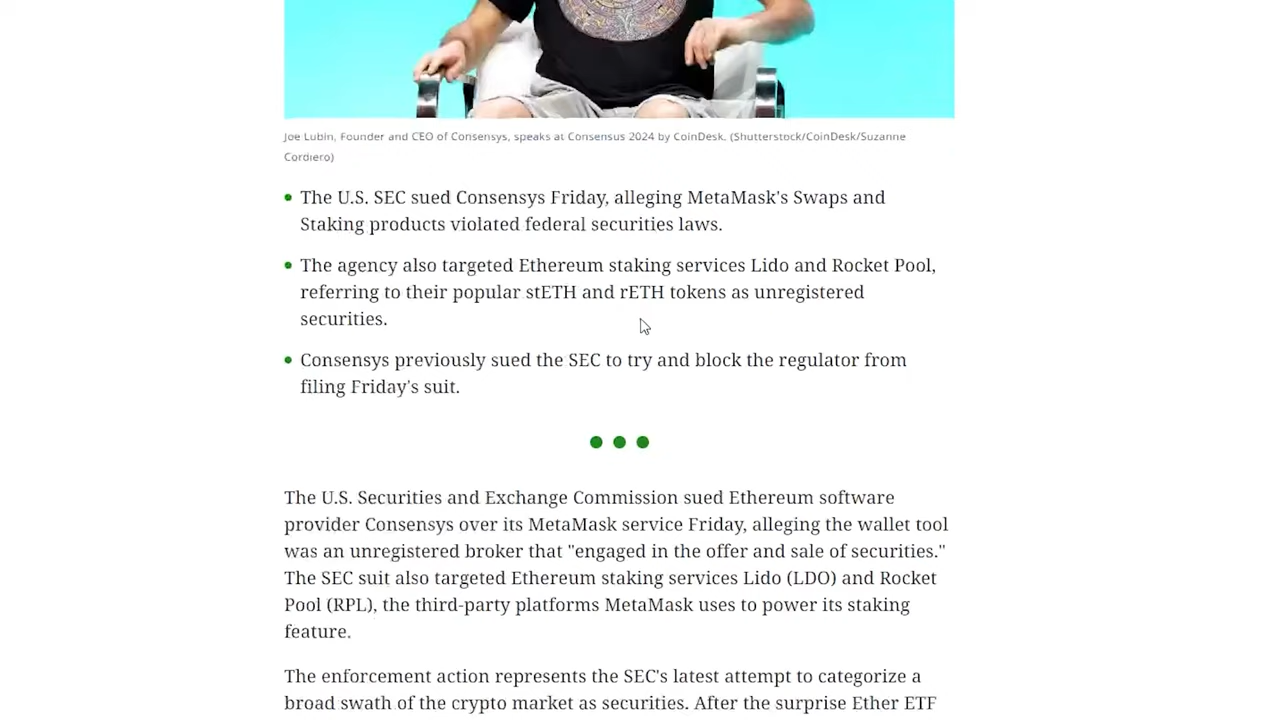 Joe Lubin, Founder and CEO of Consensys, speaks at Consensus 2024 by CoinDesk. (Shutterstock/CoinDesk/Suzanne
Cordiero)
The U.S. SEC sued Consensys Friday, alleging MetaMask's Swaps and
Staking products violated federal securities laws.
The agency also targeted Ethereum staking services Lido and Rocket Pool,
referring to their popular stETH and rETH tokens as unregistered
securities.
Consensys previously sued the SEC to try and block the regulator from
filing Friday's suit.
The U.S. Securities and Exchange Commission sued Ethereum software
provider Consensys over its MetaMask service Friday, alleging the wallet tool
was an unregistered broker that "engaged in the offer and sale of securities."
The SEC suit also targeted Ethereum staking services Lido (LDO) and Rocket
Pool (RPL), the third-party platforms MetaMask uses to power its staking
feature.
The enforcement action represents the SEC's latest attempt to categorize a
broad swath of the crypto market as securities. After the surprise Ether ETF